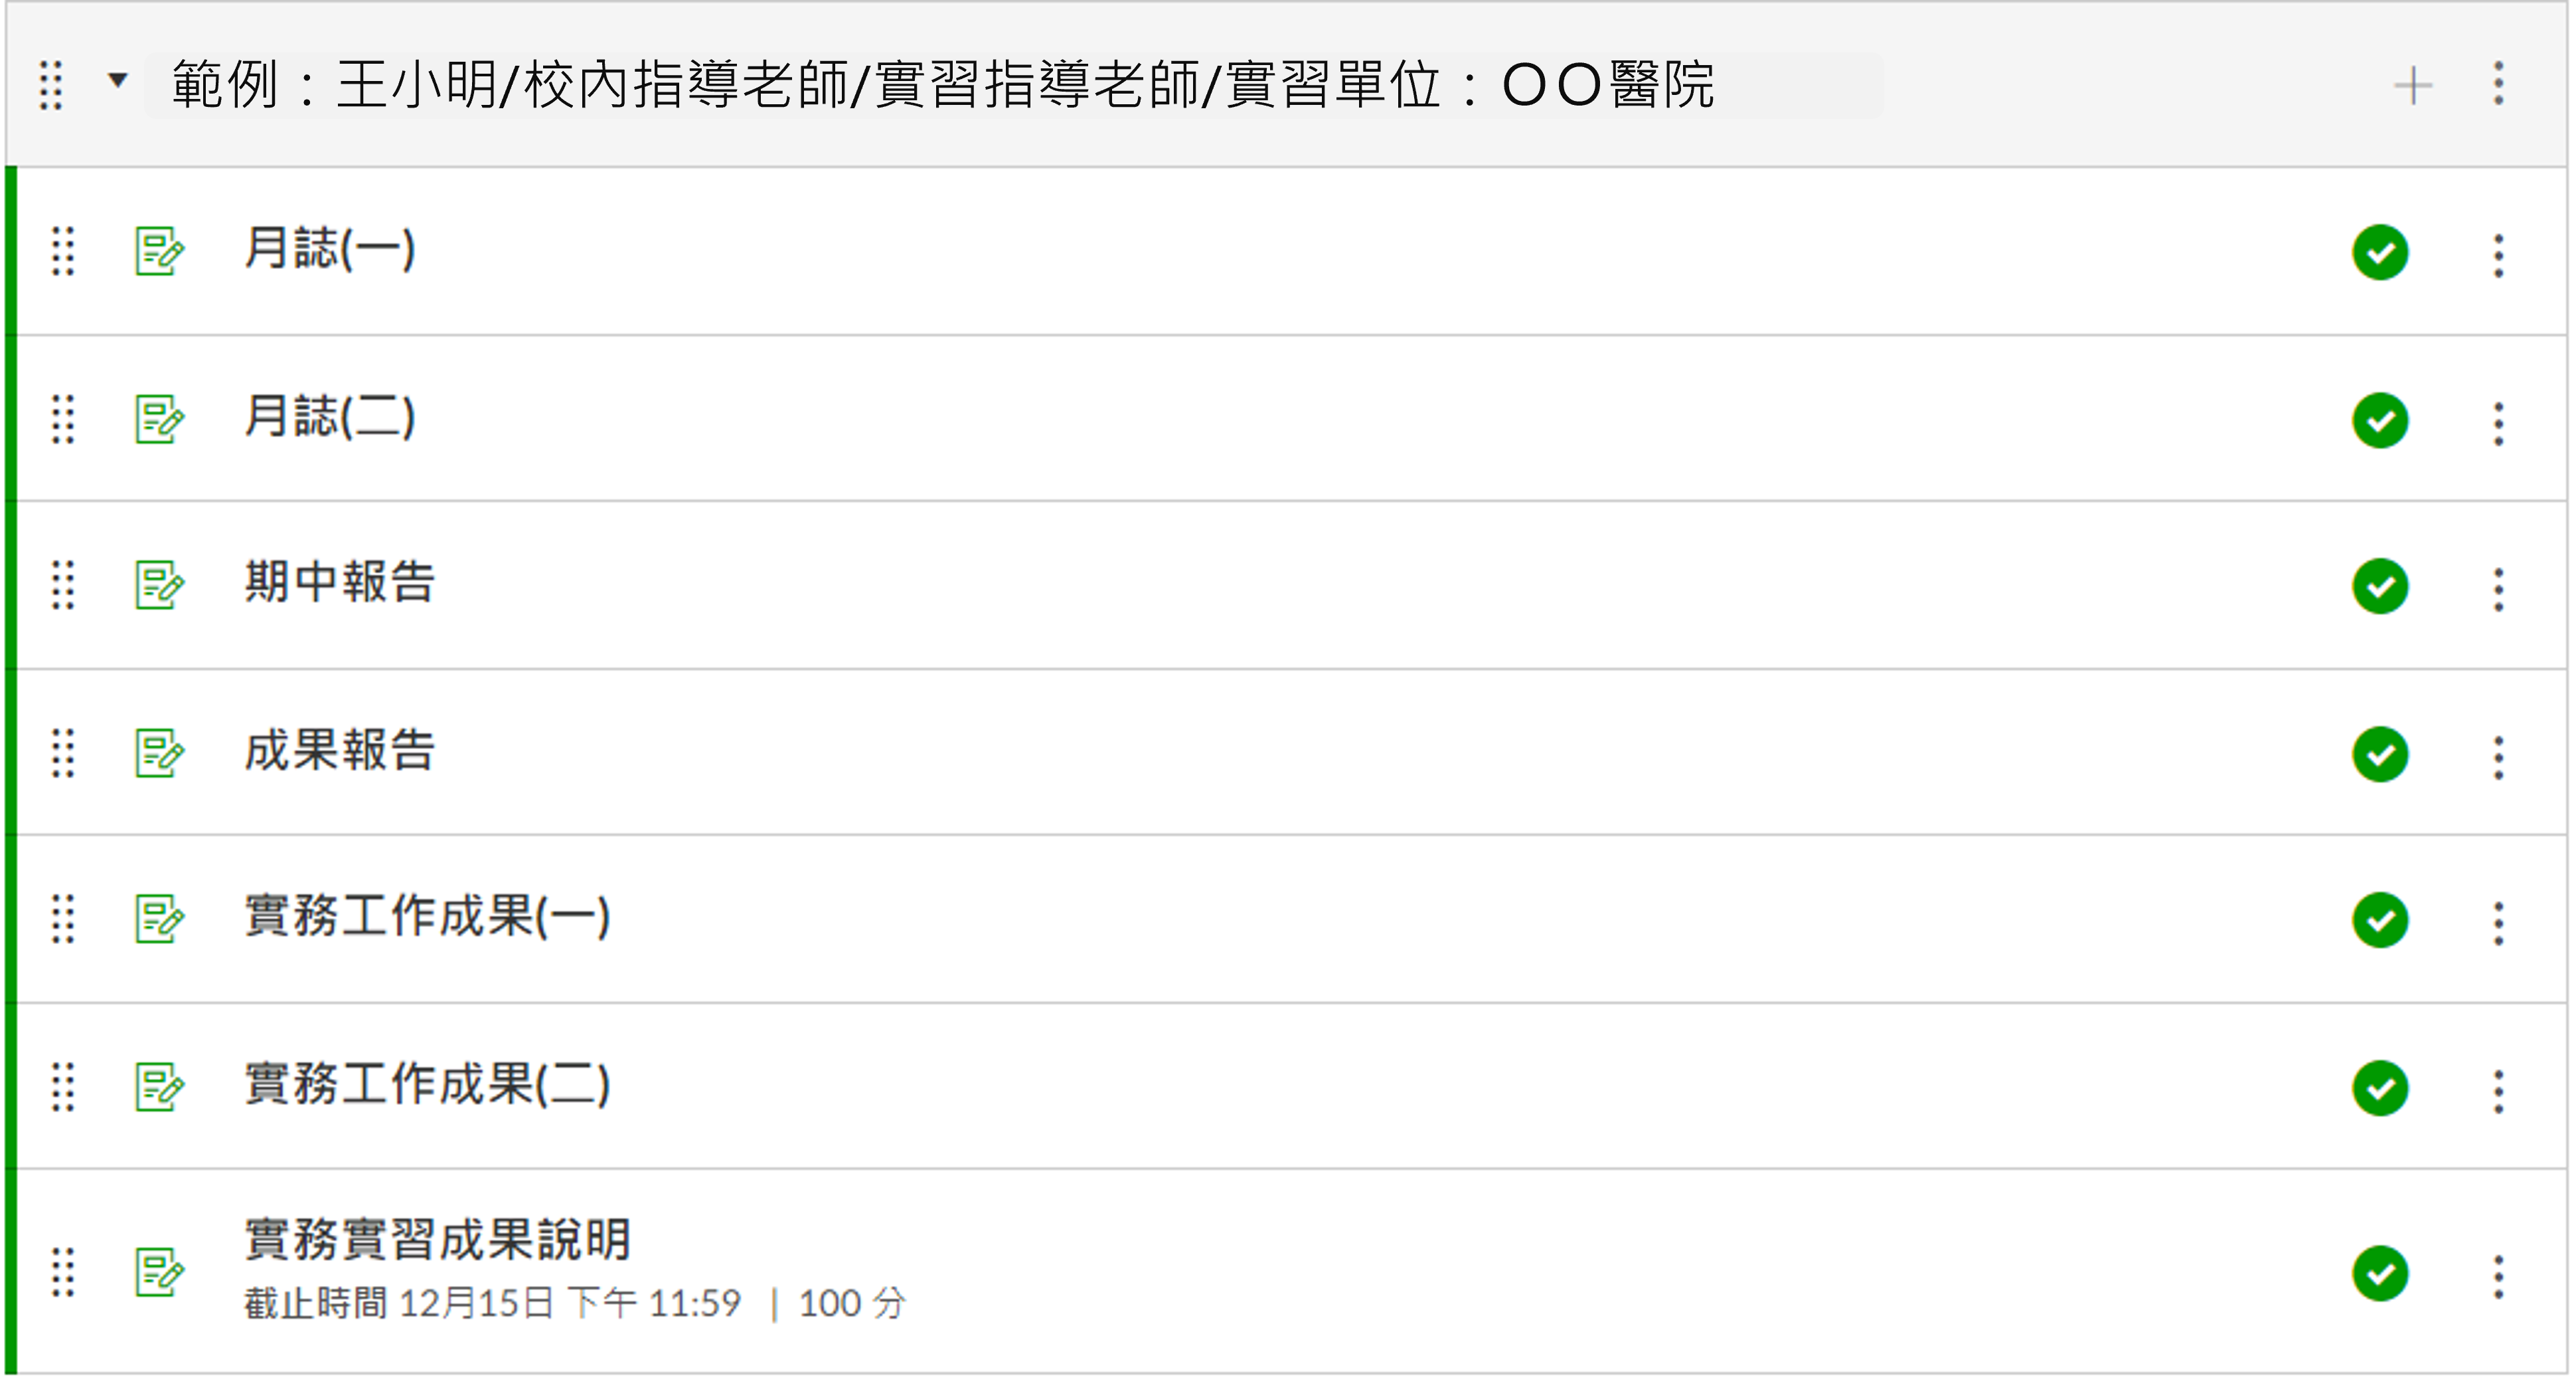 範例：王小明/校內指導老師/實習指導老師/實習單位：〇〇醫院
月誌(一)
月誌(二)
期中報告
成果報告
實務工作成果(一)
實務工作成果(二)
實務實習成果說明
截止時間 12月15日 下午 11:59 | 100 分